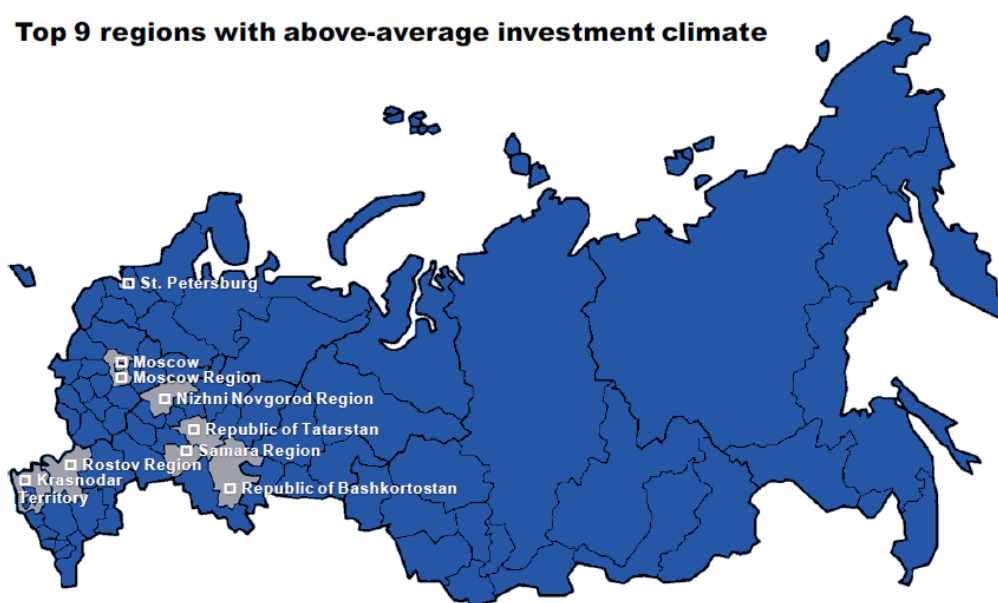 Top 9 regions with above-average investment climate
St. Petersburg
Moscow
Moscow Region
Nizhni Novgorod Region
Republic of Tatarstan
Samara Region
Rostov Region
Krasnodar
Territory
Republic of Bashkortostan